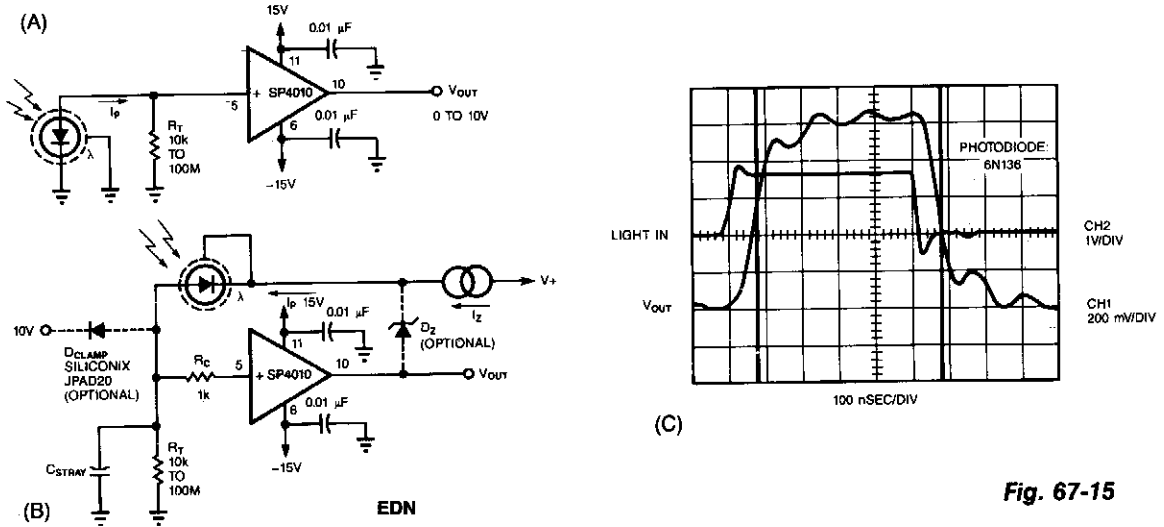 (A)
15V
0.01 µF
11
Ip
5
+
SP4010
10
VOUT
0 TO 10V
0.01 µF
6
-15V
λ
RT
10k
TO
100M
λ
Ip 15V
0.01 µF
V+
IZ
10V
DCLAMP
SILICONIX
JPAD20
(OPTIONAL)
11
DZ
(OPTIONAL)
RC
1k
5
+
SP4010
10
VOUT
0.01 µF
-15V
CSTRAY
RT
10k
TO
100M
(B)
EDN
PHOTODIODE:
6N136
LIGHT IN
CH2
1V/DIV
VOUT
CH1
200 mV/DIV
100 nSEC/DIV
(C)
Fig. 67-15